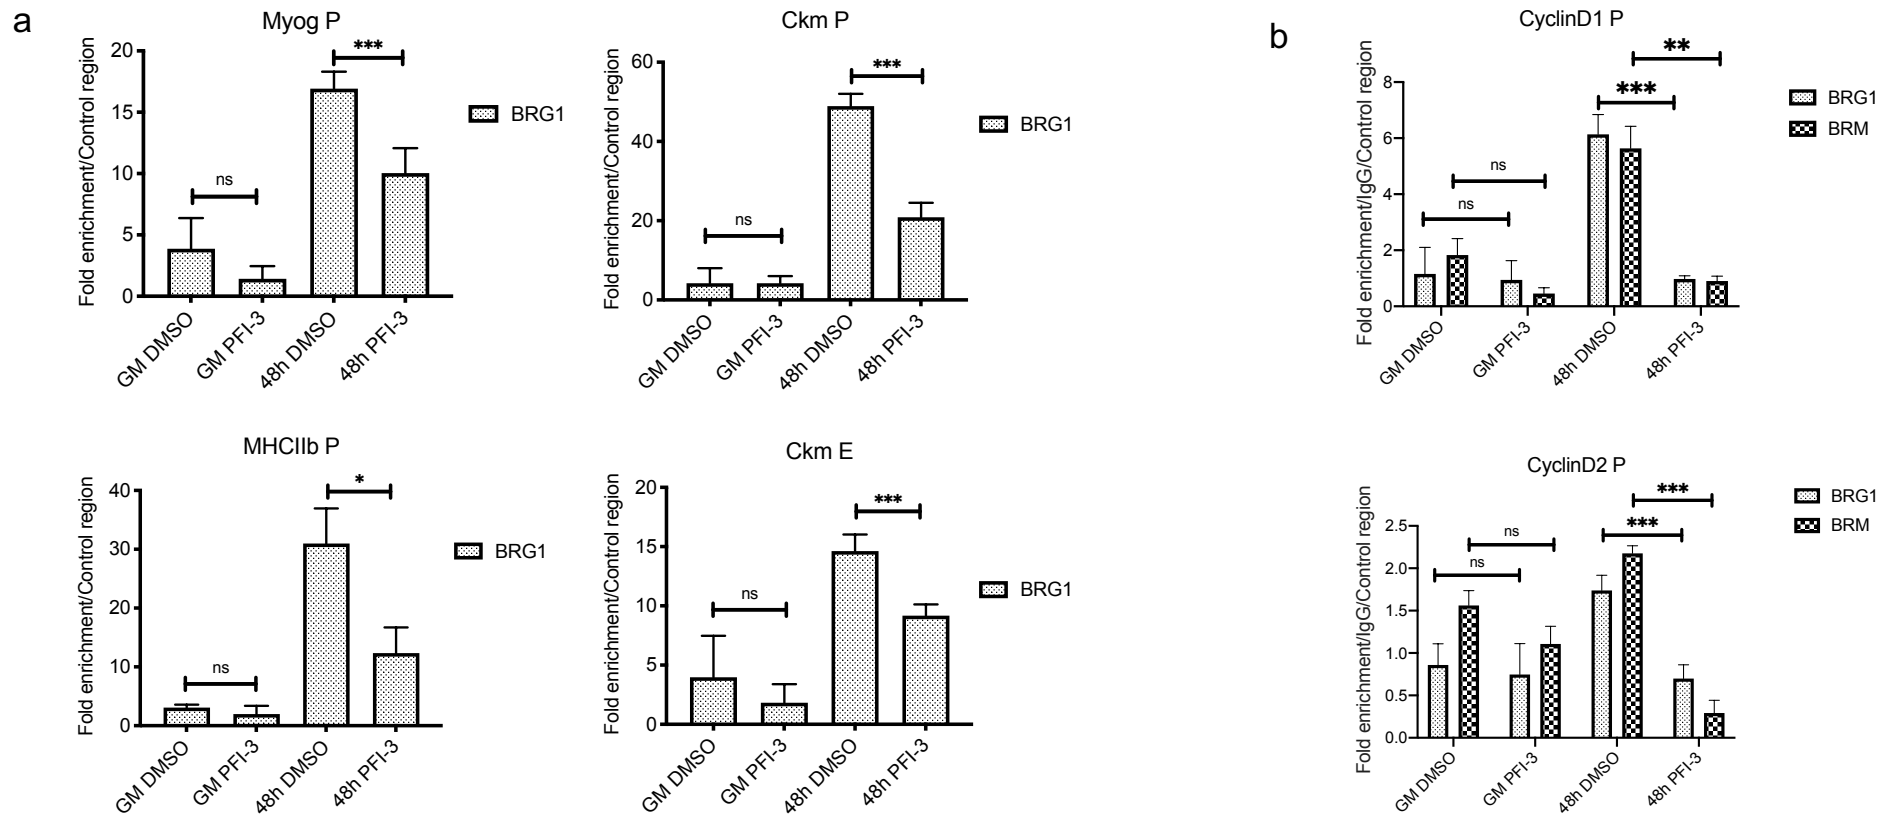 a
Myog P
Fold enrichment/Control region
20
15
10
5
0
ns
***
BRG1
GM DMSO
GM PFI-3
48h DMSO
48h PFI-3
Ckm P
Fold enrichment/Control region
60
40
20
0
ns
***
BRG1
GM DMSO
GM PFI-3
48h DMSO
48h PFI-3
MHCIIb P
Fold enrichment/Control region
40
30
20
10
0
ns
*
BRG1
GM DMSO
GM PFI-3
48h DMSO
48h PFI-3
Ckm E
Fold enrichment/Control region
20
15
10
5
0
ns
***
BRG1
GM DMSO
GM PFI-3
48h DMSO
48h PFI-3
b
CyclinD1 P
Fold enrichment/IgG/Control region
8
6
4
2
0
ns
ns
***
**
BRG1
BRM
GM DMSO
GM PFI-3
48h DMSO
48h PFI-3
CyclinD2 P
Fold enrichment/IgG/Control region
2.5
2.0
1.5
1.0
0.5
0.0
ns
ns
***
***
BRG1
BRM
GM DMSO
GM PFI-3
48h DMSO
48h PFI-3